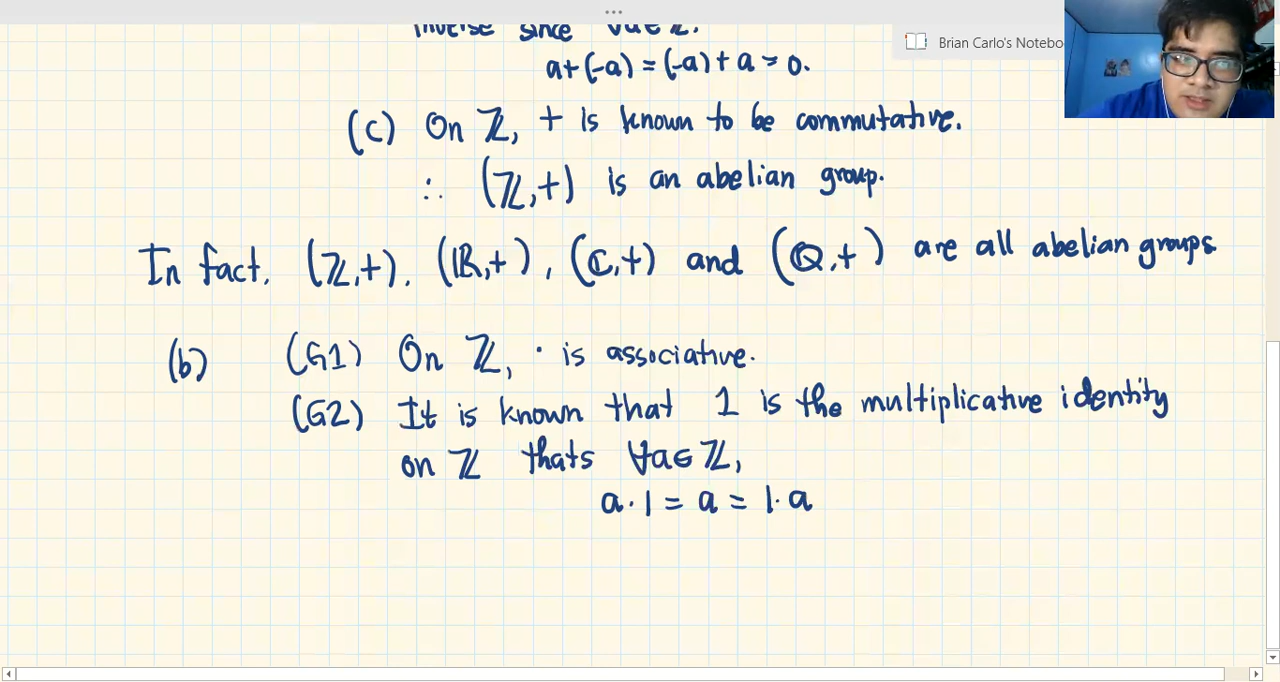 inverse since ∀a∈ℤ,
a+(-a) = (-a)+a = 0.
Brian Carlo's Notebo
(C) On ℤ, + is known to be commutative.
∴ (ℤ,+) is an abelian group.
In fact, (ℤ,+), (ℝ,+), (ℂ,+) and (ℚ,+) are all abelian groups
(b) (G1) On ℤ, · is associative.
(G2) It is known that 1 is the multiplicative identity
on ℤ thats ∀a∈ℤ,
a·1 = a = 1·a